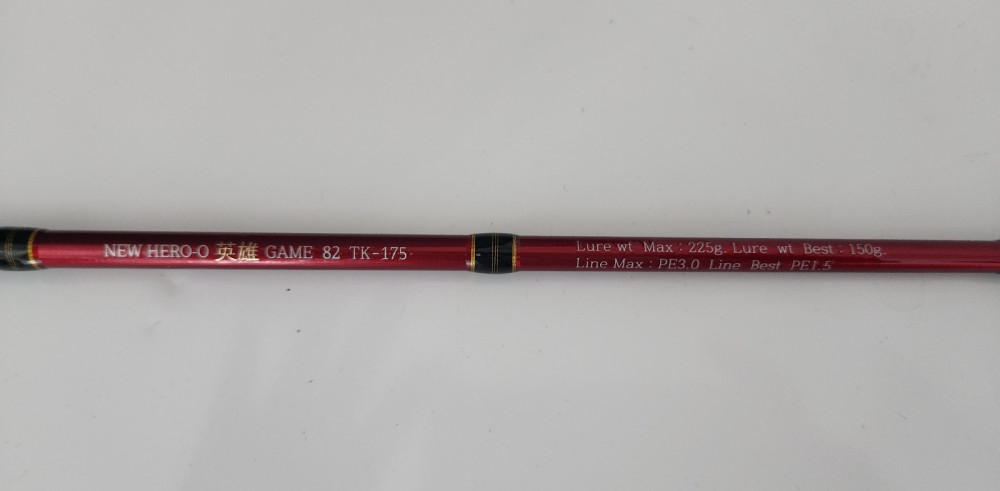 NEW HERO-O 英雄 GAME 82 TK-175
Lure wt Max : 225g. Lure wt Best : 150g.
Line Max : PE3.0 Line Best PE1.5